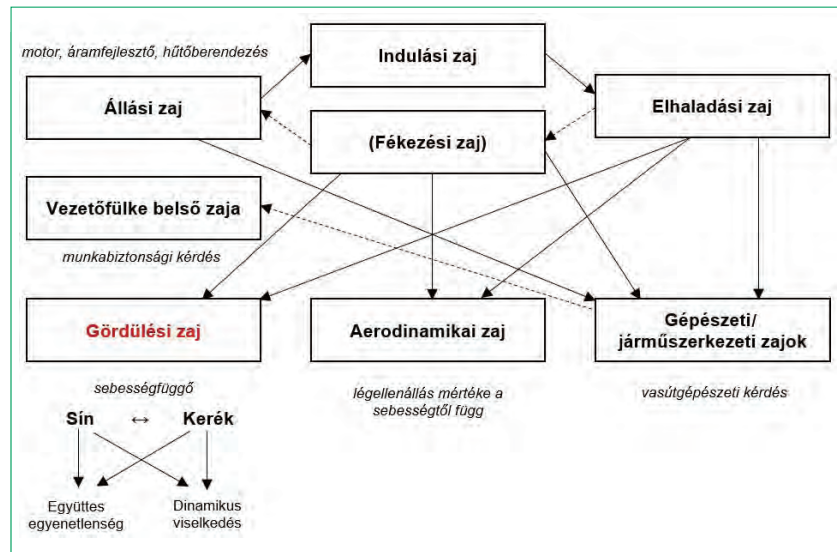 motor, áramfejlesztő, hűtőberendezés
Indulási zaj
Állási zaj
Elhaladási zaj
(Fékezési zaj)
Vezetőfülke belső zaja
munkabiztonsági kérdés
Gördülési zaj
Aerodinamikai zaj
Gépészeti/
járműszerkezeti zajok
sebességfüggő
légellenállás mértéke a
sebességtől függ
vasútgépészeti kérdés
Sín ↔ Kerék
Együttes
egyenetlenség
Dinamikus
viselkedés